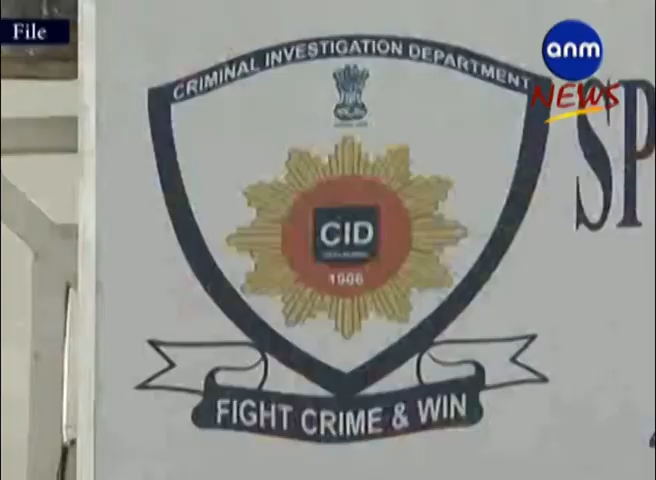 File
anm
NEWS
CRIMINAL INVESTIGATION DEPARTMENT
SP
CID
1906
FIGHT CRIME & WIN